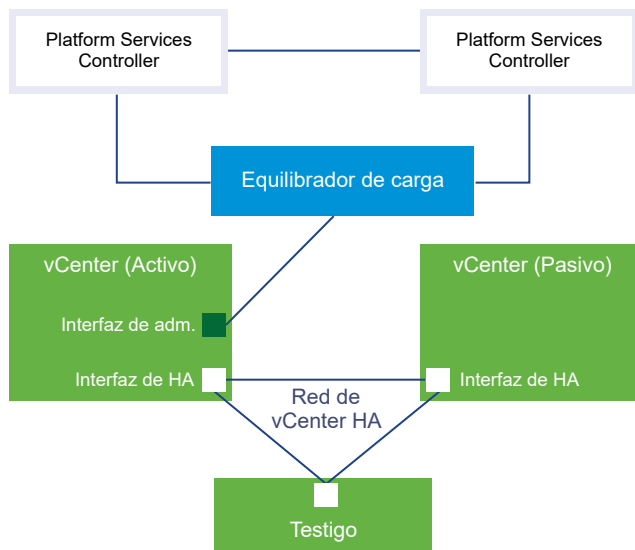 Platform Services
Controller
Platform Services
Controller
Equilibrador de carga
vCenter (Activo)
vCenter (Pasivo)
Interfaz de adm.
Interfaz de HA
Interfaz de HA
Red de
vCenter HA
Testigo